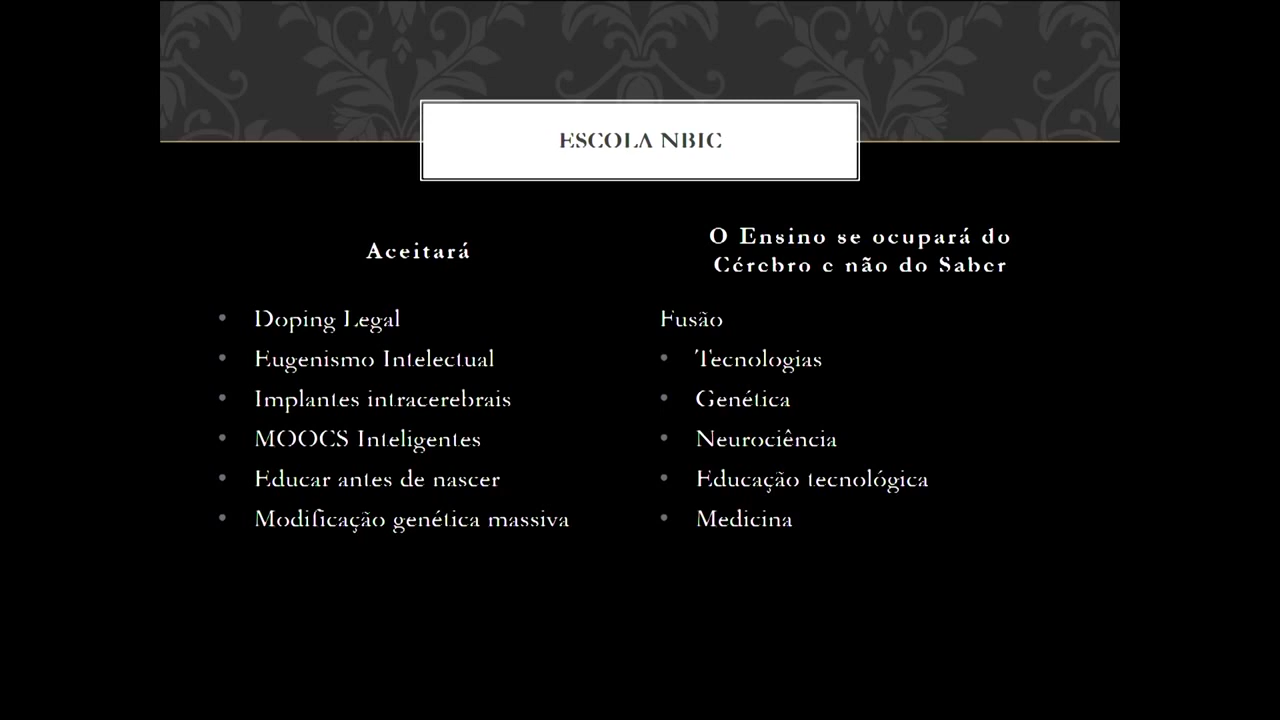 ESCOLA NBIC
Aceitará
• Doping Legal
• Eugenismo Intelectual
• Implantes intracerebrais
• MOOCS Inteligentes
• Educar antes de nascer
• Modificação genética massiva
O Ensino se ocupará do
Cérebro e não do Saber
Fusão
• Tecnologias
• Genética
• Neurociência
• Educação tecnológica
• Medicina